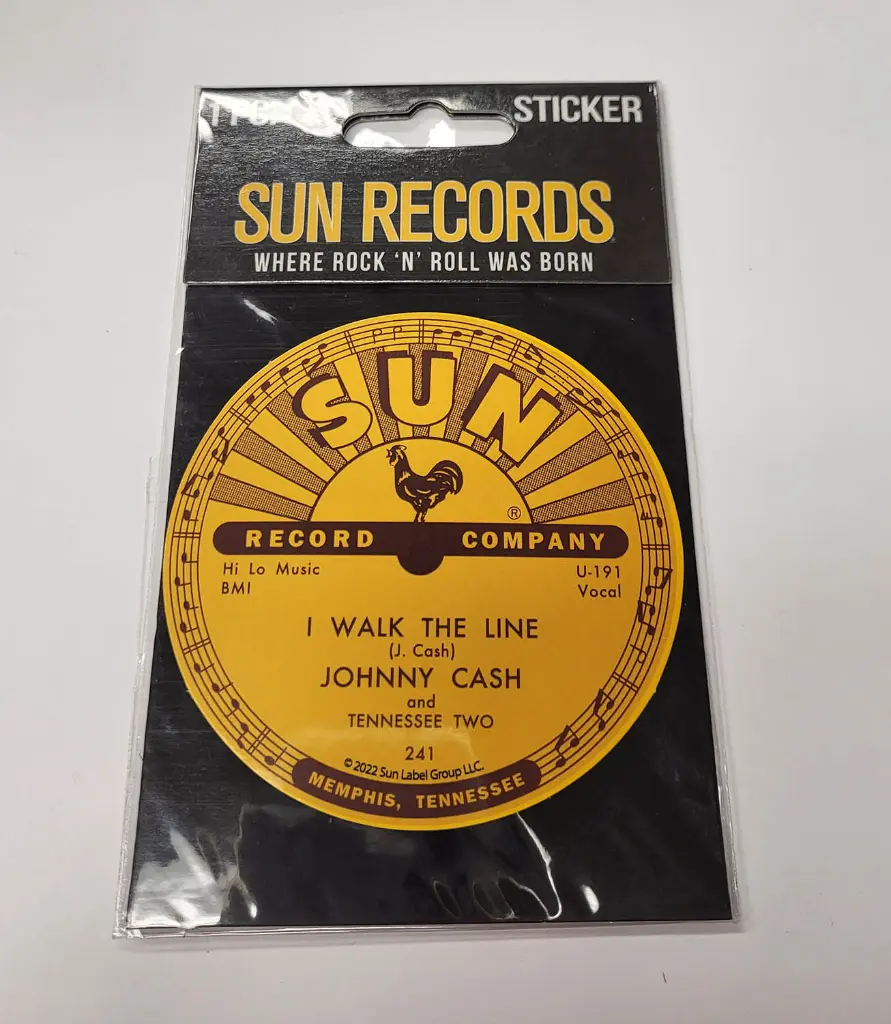 STICKER
SUN RECORDS
WHERE ROCK 'N' ROLL WAS BORN
SUN
®
RECORD COMPANY
Hi Lo Music
BMI
U-191
Vocal
I WALK THE LINE
(J. Cash)
JOHNNY CASH
and
TENNESSEE TWO
241
©2022 Sun Label Group LLC.
MEMPHIS, TENNESSEE